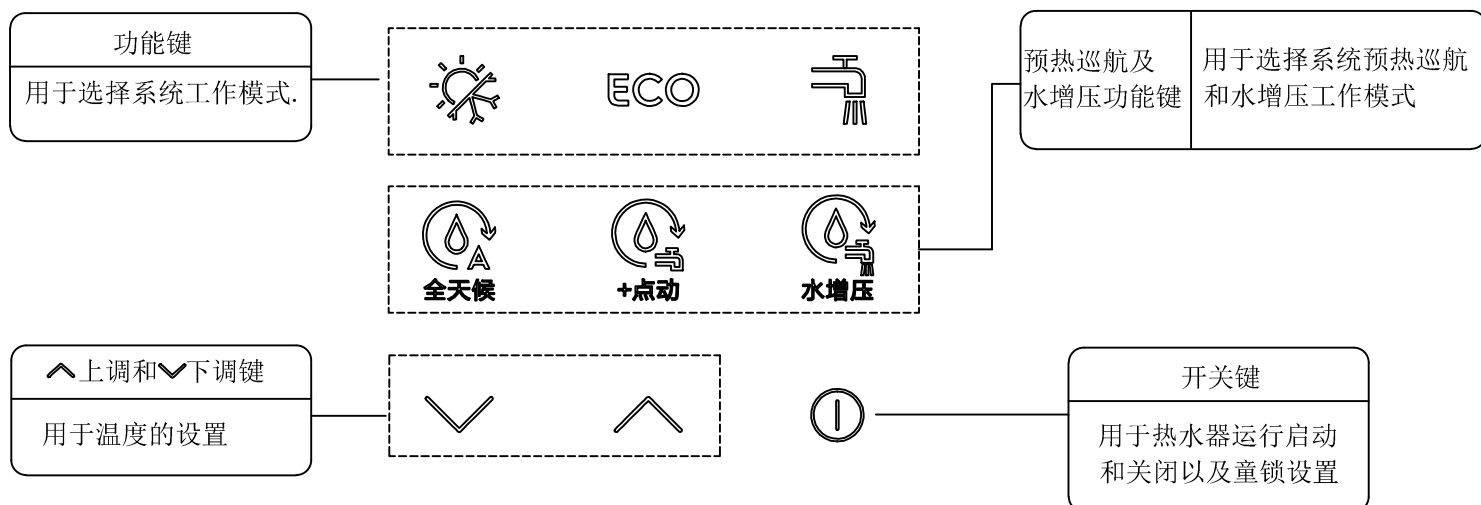 功能键
用于选择系统工作模式.
ECO
预热巡航及
水增压功能键
用于选择系统预热巡航
和水增压工作模式
A
全天候
+点动
水增压
上调和下调键
用于温度的设置
开关键
用于热水器运行启动
和关闭以及童锁设置